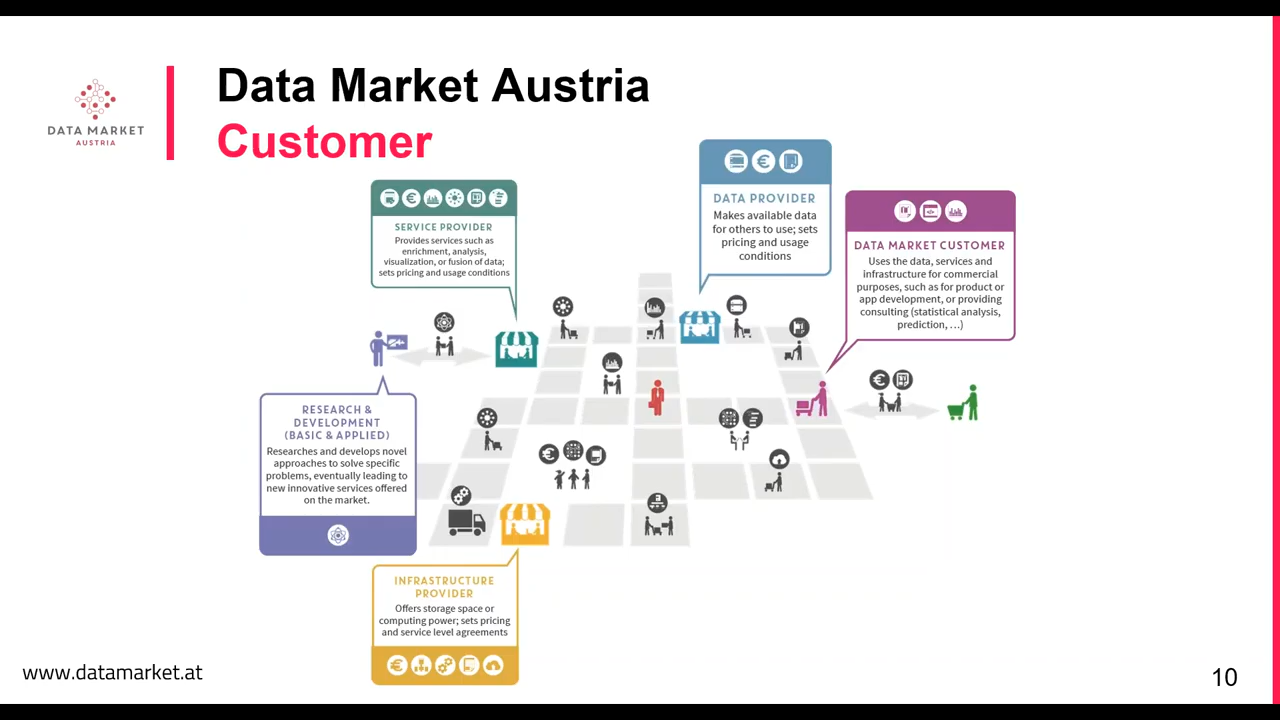 Data Market Austria
Customer
DATA MARKET
AUSTRIA
SERVICE PROVIDER
Provides services such as
enrichment, analysis,
visualization, or fusion of data;
sets pricing and usage conditions
DATA PROVIDER
Makes available data
for others to use; sets
pricing and usage
conditions
DATA MARKET CUSTOMER
Uses the data, services and
infrastructure for commercial
purposes, such as for product or
app development, or providing
consulting (statistical analysis,
prediction, ...)
RESEARCH &
DEVELOPMENT
(BASIC & APPLIED)
Researches and develops novel
approaches to solve specific
problems, eventually leading to
new innovative services offered
on the market.
INFRASTRUCTURE
PROVIDER
Offers storage space or
computing power; sets pricing
and service level agreements
www.datamarket.at
10